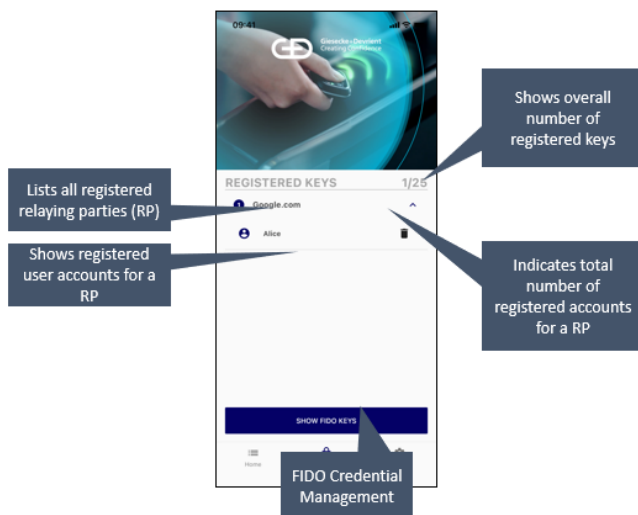 09:41
Giesecke+Devrient
Creating Confidence
Shows overall
number of
registered keys
REGISTERED KEYS 1/25
Lists all registered
relaying parties (RP)
1 Google.com
Alice
Shows registered
user accounts for a
RP
Indicates total
number of
registered accounts
for a RP
SHOW FIDO KEYS
Home
FIDO Credential
Management